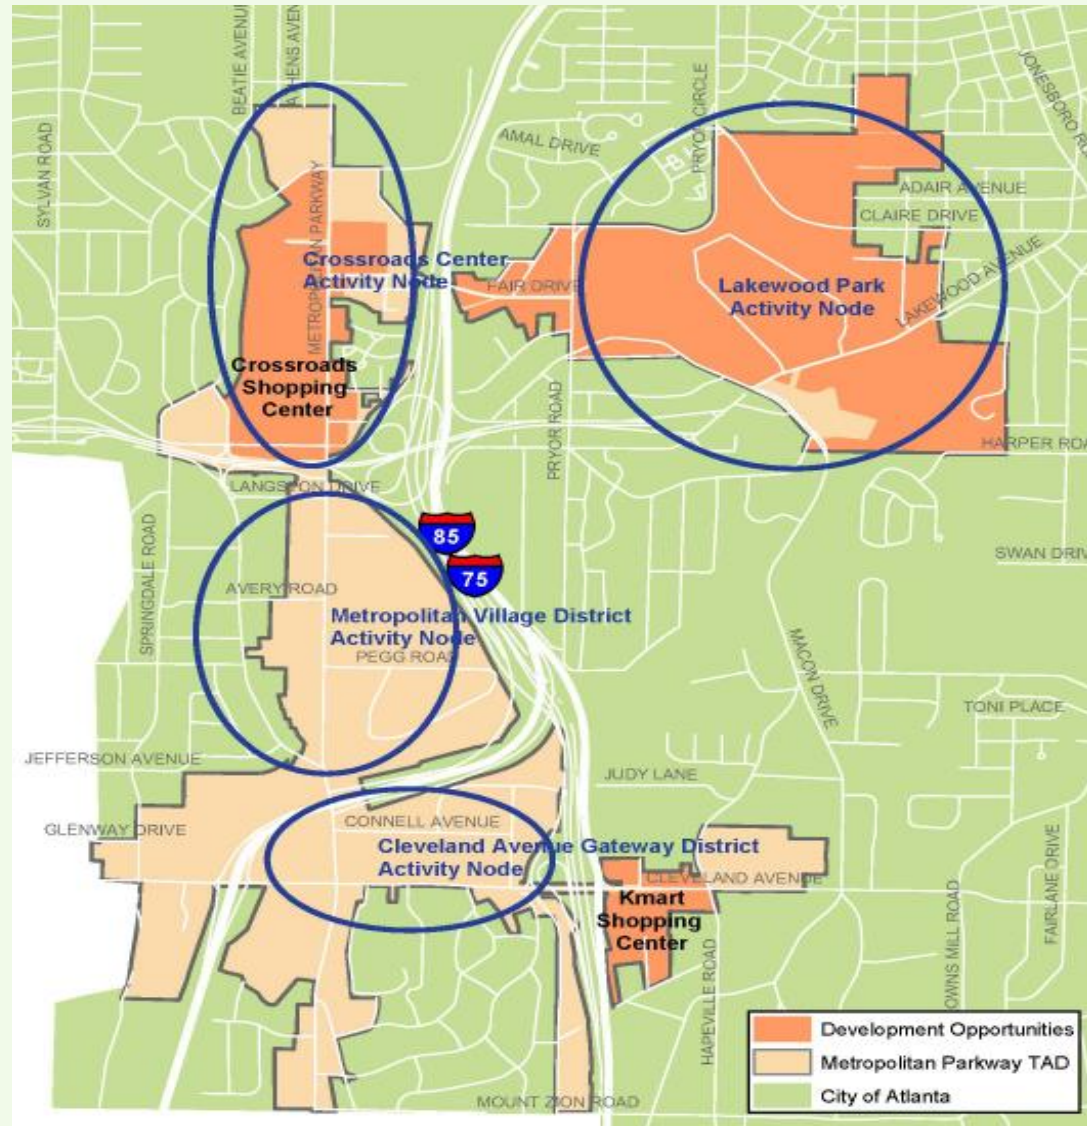 BEATIE AVENUE
ATHENS AVEN
JONESBORO RO
SYLVAN ROAD
PRYOR CIRCLE
AMAL DRIVE
ADAIR AVENUE
CLAIRE DRIVE
METROPOLITAN PARKWAY
Crossroads Center
Activity Node
FAIR DRIVE
Lakewood Park
Activity Node
LAKEWOOD AVENUE
Crossroads
Shopping
Center
PRYOR ROAD
HARPER ROA
LANGSTON DRIVE
85
75
SWAN DRIV
SPRINGDALE ROAD
AVERY ROAD
Metropolitan Village District
Activity Node
PEGG ROAD
MACON DRIVE
TONI PLACE
JEFFERSON AVENUE
JUDY LANE
GLENWAY DRIVE
CONNELL AVENUE
Cleveland Avenue Gateway District
Activity Node
CLEVELAND AVENUE
FAIRLANE DRIVE
Kmart
Shopping
Center
OWNS MILL ROAD
HAPEVILLE ROAD
MOUNT ZION ROAD
Development Opportunities
Metropolitan Parkway TAD
City of Atlanta